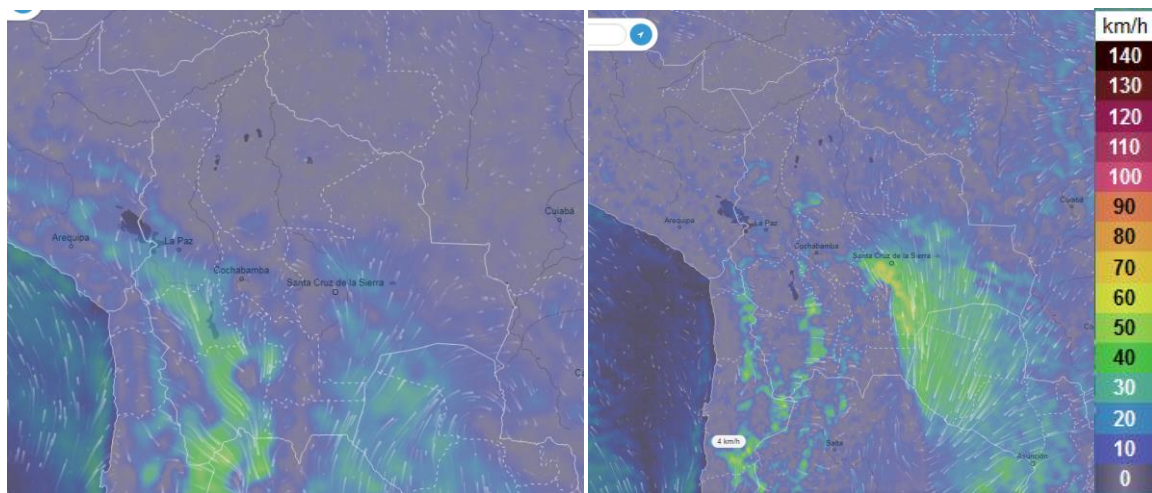 Cuiabá
Arequipa
La Paz
Cochabamba
Santa Cruz de la Sierra
Ca
Cuiabá
Arequipa
La Paz
Cochabamba
Santa Cruz de la Sierra
4 km/h
Salta
Asunción
km/h
140
130
120
110
100
90
80
70
60
50
40
30
20
10
0